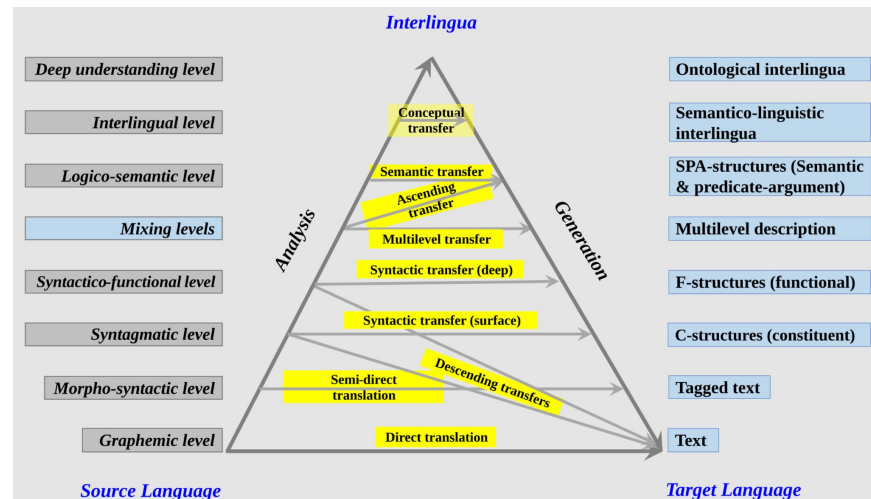 Interlingua
Deep understanding level
Ontological interlingua
Interlingual level
Conceptual
transfer
Semantico-linguistic
interlingua
Logico-semantic level
Semantic transfer
SPA-structures (Semantic
& predicate-argument)
Ascending
transfer
Mixing levels
Multilevel transfer
Multilevel description
Analysis
Generation
Syntactico-functional level
Syntactic transfer (deep)
F-structures (functional)
Syntagmatic level
Syntactic transfer (surface)
C-structures (constituent)
Morpho-syntactic level
Semi-direct
translation
Descending transfers
Tagged text
Graphemic level
Direct translation
Text
Source Language
Target Language